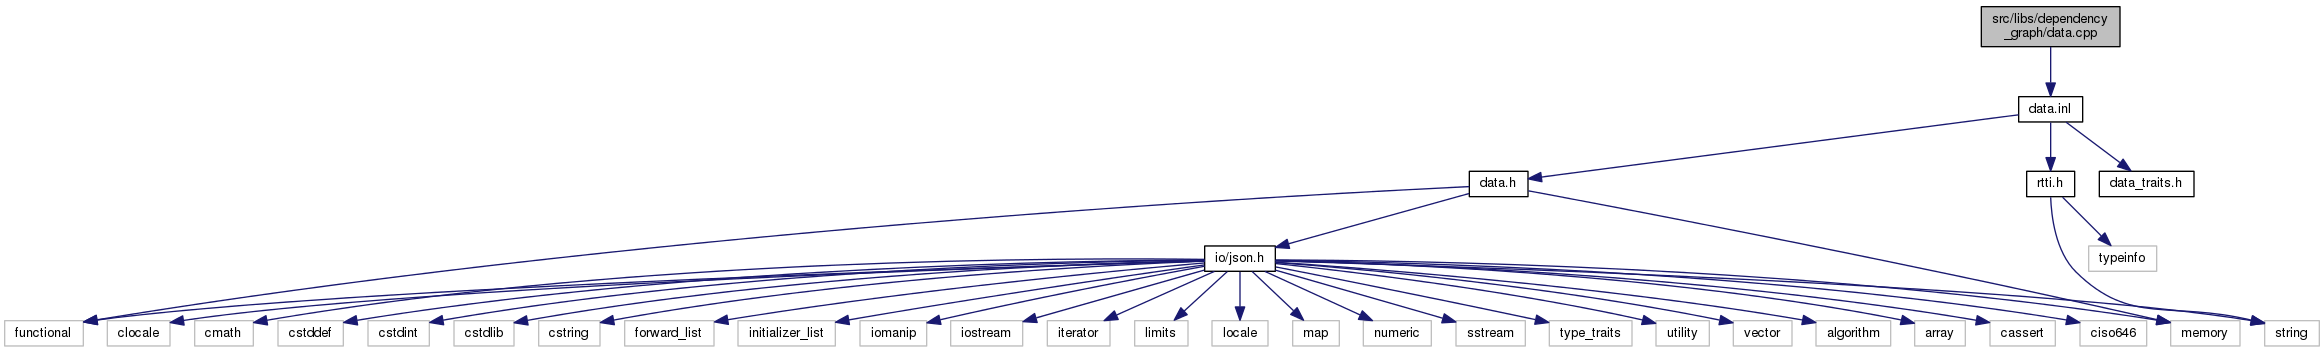 src/libs/dependency
_graph/data.cpp
data.inl
data.h
rtti.h
data_traits.h
io/json.h
typeinfo
functional
clocale
cmath
cstddef
cstdint
cstdlib
cstring
forward_list
initializer_list
iomanip
iostream
iterator
limits
locale
map
numeric
sstream
type_traits
utility
vector
algorithm
array
cassert
ciso646
memory
string